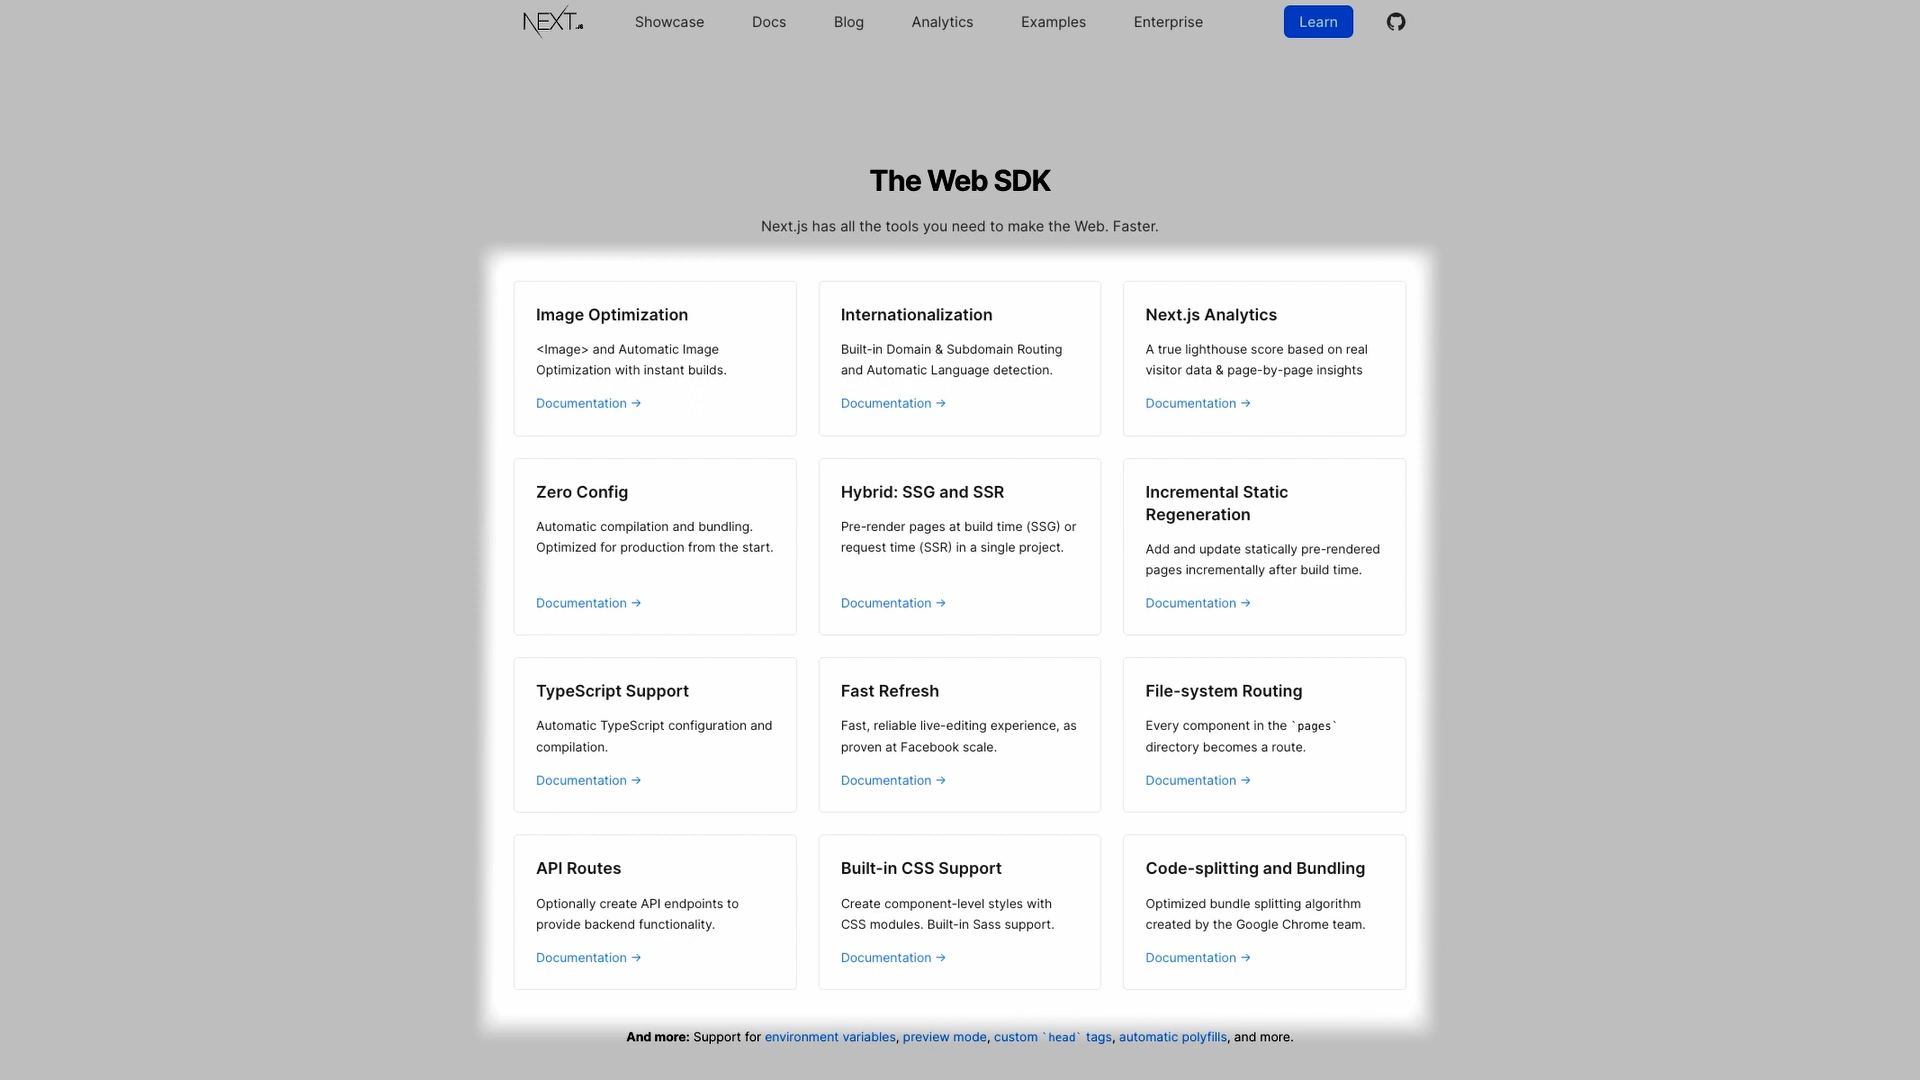 NEXT.JS Showcase Docs Blog Analytics Examples Enterprise Learn
The Web SDK
Next.js has all the tools you need to make the Web. Faster.
Image Optimization
<Image> and Automatic Image
Optimization with instant builds.
Documentation →
Internationalization
Built-in Domain & Subdomain Routing
and Automatic Language detection.
Documentation →
Next.js Analytics
A true lighthouse score based on real
visitor data & page-by-page insights
Documentation →
Zero Config
Automatic compilation and bundling.
Optimized for production from the start.
Documentation →
Hybrid: SSG and SSR
Pre-render pages at build time (SSG) or
request time (SSR) in a single project.
Documentation →
Incremental Static
Regeneration
Add and update statically pre-rendered
pages incrementally after build time.
Documentation →
TypeScript Support
Automatic TypeScript configuration and
compilation.
Documentation →
Fast Refresh
Fast, reliable live-editing experience, as
proven at Facebook scale.
Documentation →
File-system Routing
Every component in the `pages`
directory becomes a route.
Documentation →
API Routes
Optionally create API endpoints to
provide backend functionality.
Documentation →
Built-in CSS Support
Create component-level styles with
CSS modules. Built-in Sass support.
Documentation →
Code-splitting and Bundling
Optimized bundle splitting algorithm
created by the Google Chrome team.
Documentation →
And more: Support for environment variables, preview mode, custom `head` tags, automatic polyfills, and more.